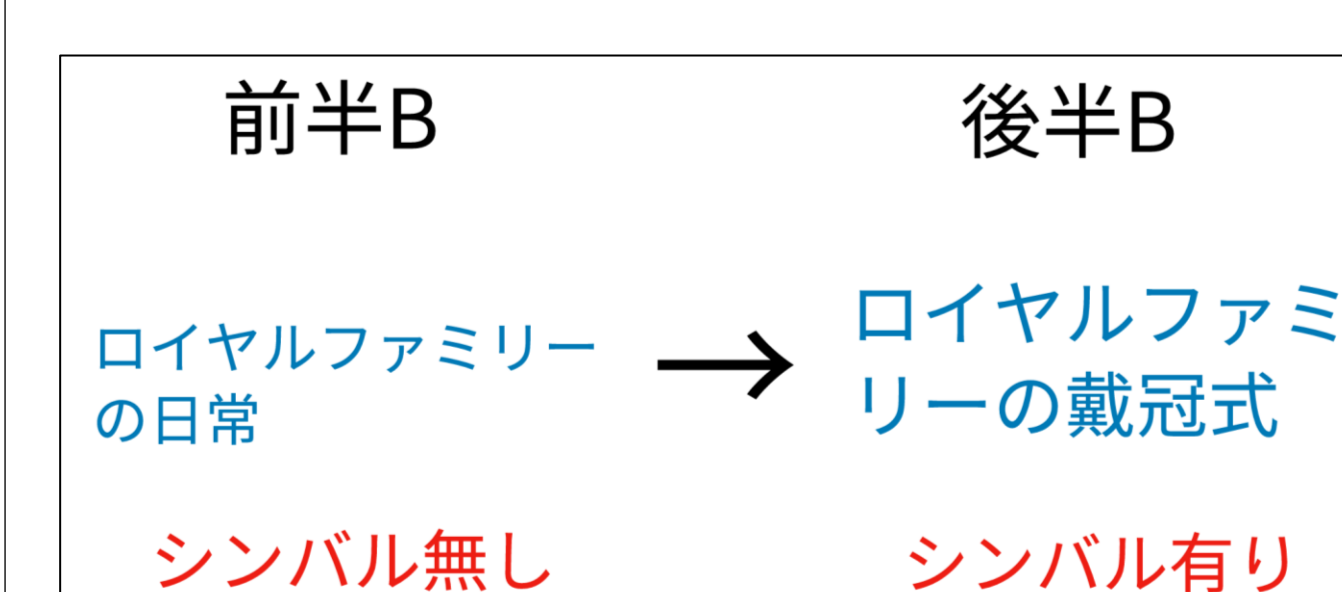 前半B
後半B
ロイヤルファミリー
の日常
→
ロイヤルファミ
リーの戴冠式
シンバル無し
シンバル有り